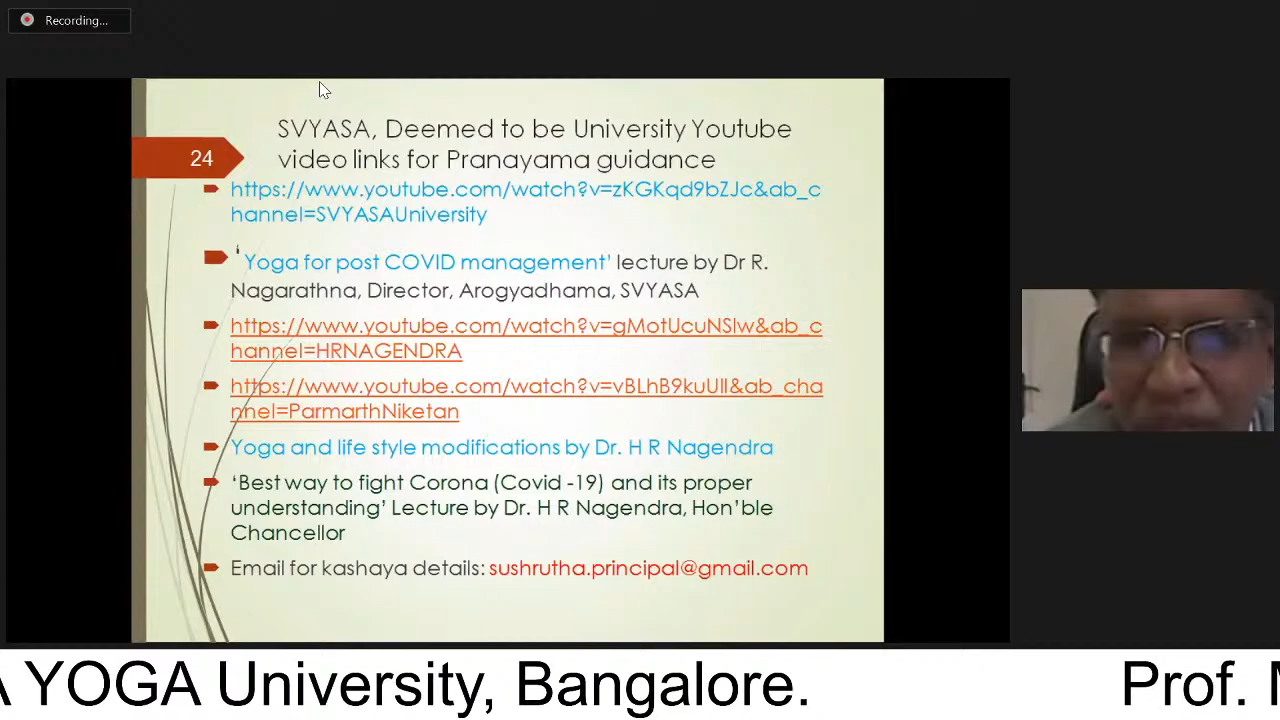 Recording...
SVYASA, Deemed to be University Youtube
video links for Pranayama guidance
24
https://www.youtube.com/watch?v=zKGKqd9bZJc&ab_c
hannel=SVYASAUniversity
‘Yoga for post COVID management' lecture by Dr R.
Nagarathna, Director, Arogyadhama, SVYASA
https://www.youtube.com/watch?v=gMotUcuNSlw&ab_c
hannel=HRNAGENDRA
https://www.youtube.com/watch?v=vBLhB9kuUlI&ab_cha
nnel=ParmarthNiketan
Yoga and life style modifications by Dr. H R Nagendra
‘Best way to fight Corona (Covid -19) and its proper
understanding’ Lecture by Dr. H R Nagendra, Hon’ble
Chancellor
Email for kashaya details: sushrutha.principal@gmail.com
A YOGA University, Bangalore. Prof. M